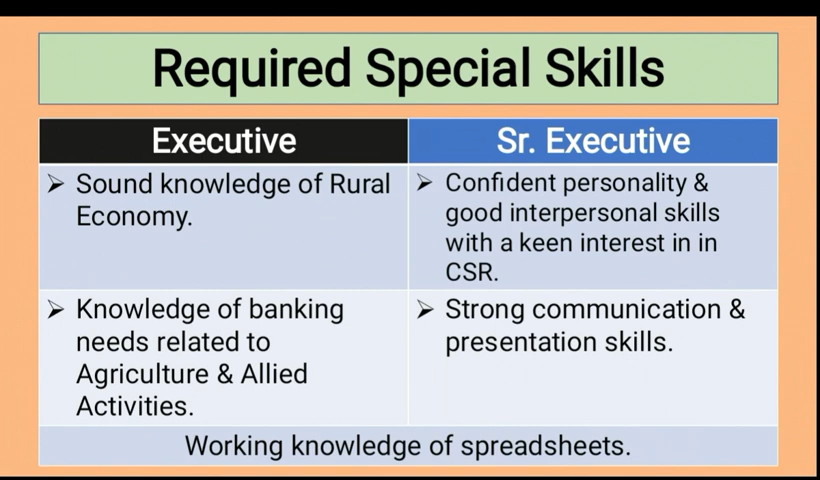 Required Special Skills
Executive
Sr. Executive
➢ Sound knowledge of Rural
Economy.
➢ Confident personality &
good interpersonal skills
with a keen interest in in
CSR.
➢ Knowledge of banking
needs related to
Agriculture & Allied
Activities.
➢ Strong communication &
presentation skills.
Working knowledge of spreadsheets.